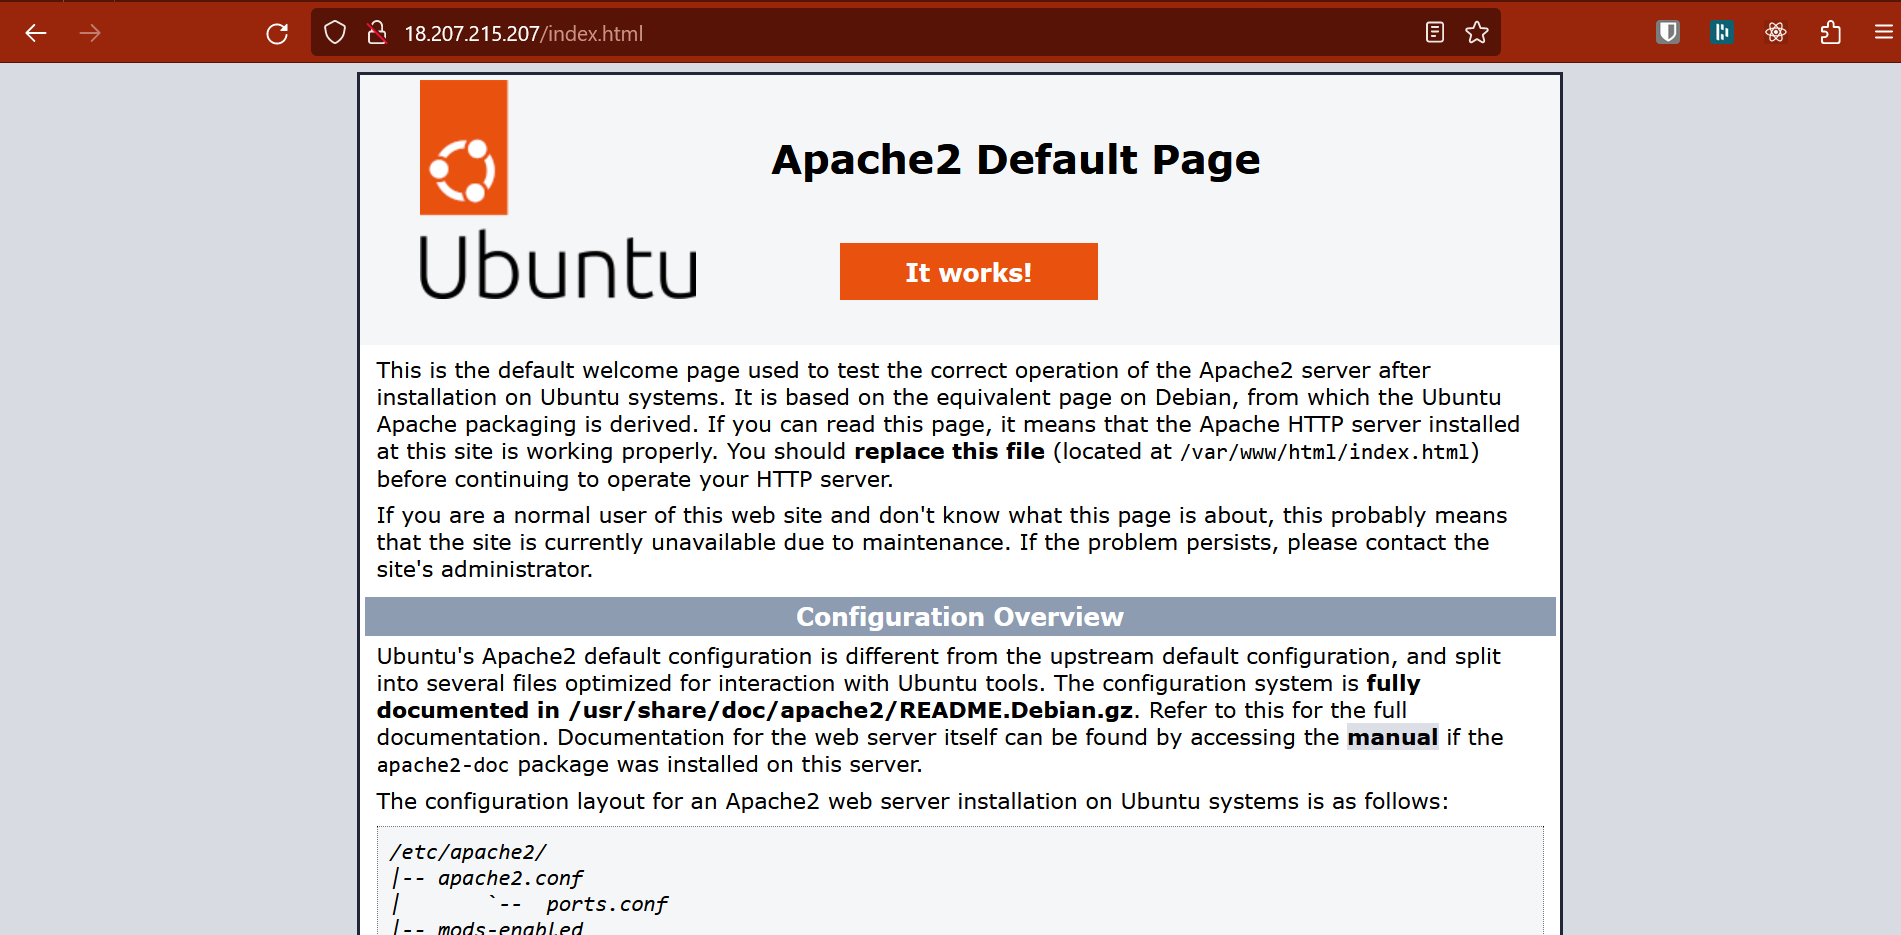 18.207.215.207/index.html
Ubuntu
Apache2 Default Page
It works!
This is the default welcome page used to test the correct operation of the Apache2 server after
installation on Ubuntu systems. It is based on the equivalent page on Debian, from which the Ubuntu
Apache packaging is derived. If you can read this page, it means that the Apache HTTP server installed
at this site is working properly. You should replace this file (located at /var/www/html/index.html)
before continuing to operate your HTTP server.
If you are a normal user of this web site and don't know what this page is about, this probably means
that the site is currently unavailable due to maintenance. If the problem persists, please contact the
site's administrator.
Configuration Overview
Ubuntu's Apache2 default configuration is different from the upstream default configuration, and split
into several files optimized for interaction with Ubuntu tools. The configuration system is fully
documented in /usr/share/doc/apache2/README.Debian.gz. Refer to this for the full
documentation. Documentation for the web server itself can be found by accessing the manual if the
apache2-doc package was installed on this server.
The configuration layout for an Apache2 web server installation on Ubuntu systems is as follows:
/etc/apache2/
|-- apache2.conf
|       `--  ports.conf
|-- mods-enabled